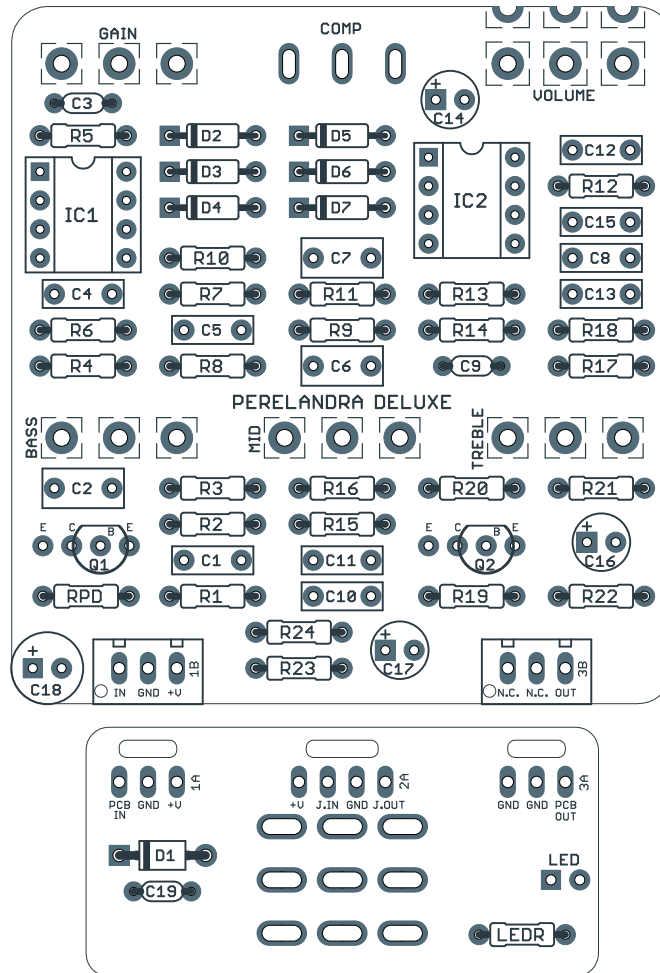 COMP
GAIN
VOLUME
C3
+
C14
R5
D2
D5
C12
D3
D6
R12
IC1
IC2
D4
D7
C15
R10
C7
C8
C4
R7
R11
R13
C13
R6
C5
R9
R14
R18
R4
R8
C6
C9
R17
PERELANDRA DELUXE
BASS
MID
TREBLE
C2
R3
R16
R20
R21
R2
R15
E
C
B
E
Q1
E
C
B
E
Q2
+
C16
C1
C11
RPD
R1
C10
R19
R22
R24
+
C17
+
C18
IN GND +V
1B
R23
N.C. N.C. OUT
3B
1A
2A
3A
PCB IN
GND +V
+V J.IN GND J.OUT
GND GND
PCB OUT
D1
LED
C19
LEDR